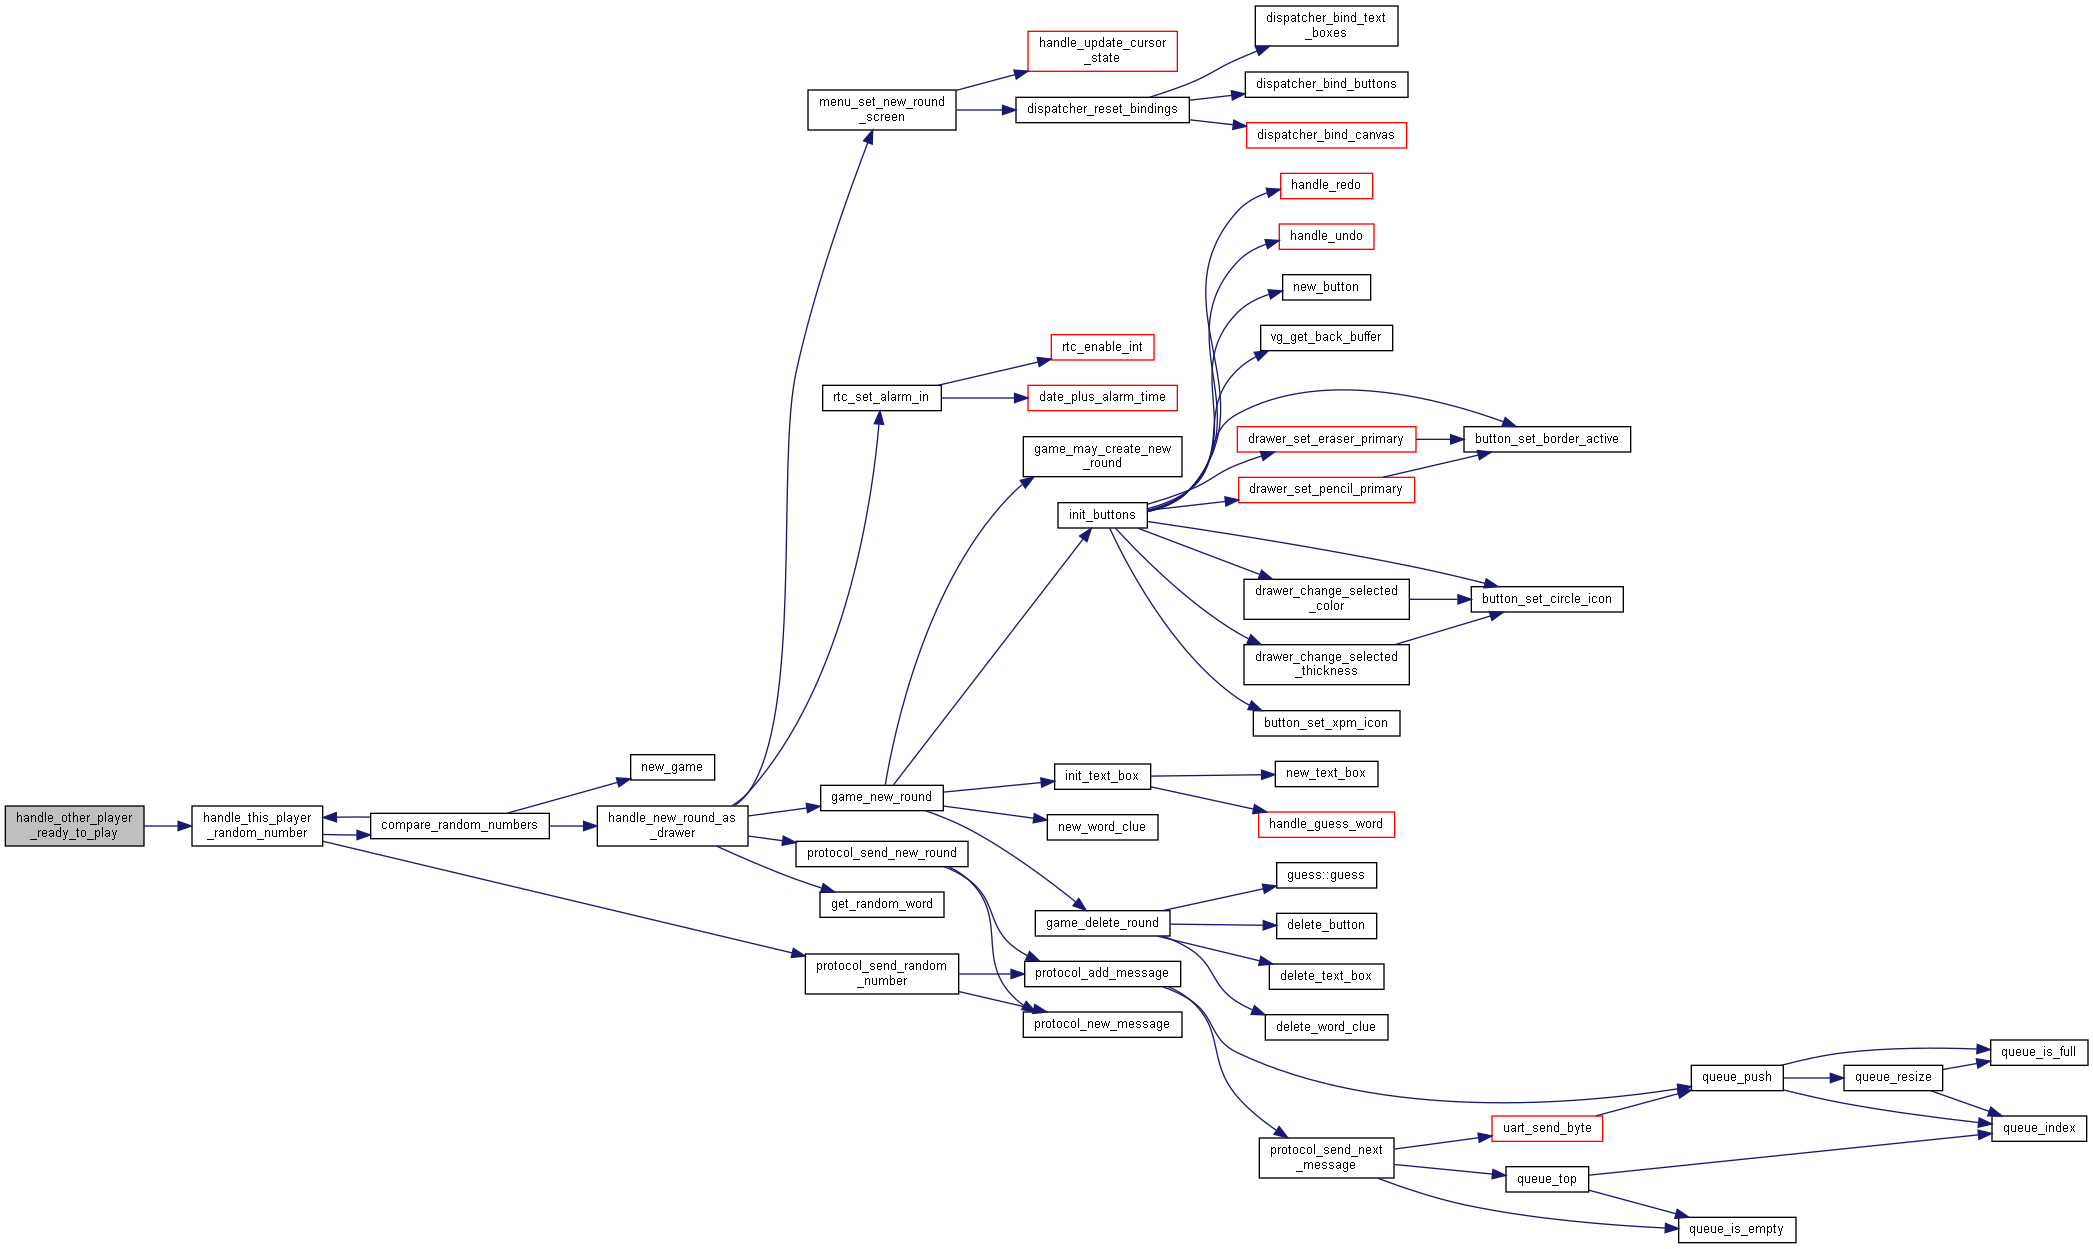 dispatcher_bind_text
_boxes
handle_update_cursor
_state
dispatcher_bind_buttons
menu_set_new_round
_screen
dispatcher_reset_bindings
dispatcher_bind_canvas
handle_redo
handle_undo
new_button
vg_get_back_buffer
rtc_enable_int
rtc_set_alarm_in
date_plus_alarm_time
game_may_create_new
_round
drawer_set_eraser_primary
button_set_border_active
drawer_set_pencil_primary
init_buttons
drawer_change_selected
_color
button_set_circle_icon
drawer_change_selected
_thickness
button_set_xpm_icon
new_game
init_text_box
new_text_box
game_new_round
handle_other_player
_ready_to_play
handle_this_player
_random_number
compare_random_numbers
handle_new_round_as
_drawer
new_word_clue
handle_guess_word
protocol_send_new_round
get_random_word
guess::guess
game_delete_round
delete_button
protocol_send_random
_number
protocol_add_message
delete_text_box
protocol_new_message
delete_word_clue
queue_is_full
queue_push
queue_resize
uart_send_byte
queue_index
protocol_send_next
_message
queue_top
queue_is_empty